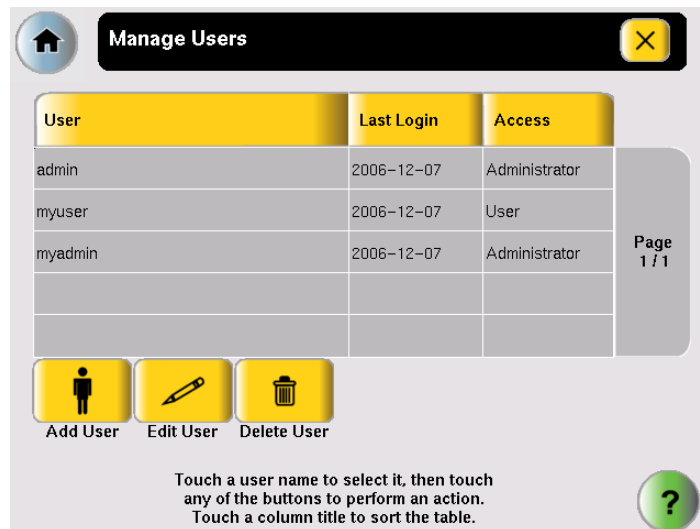 Manage Users
User Last Login Access
admin 2006-12-07 Administrator
myuser 2006-12-07 User
myadmin 2006-12-07 Administrator
Page
1 / 1
Add User Edit User Delete User
Touch a user name to select it, then touch
any of the buttons to perform an action.
Touch a column title to sort the table.
?